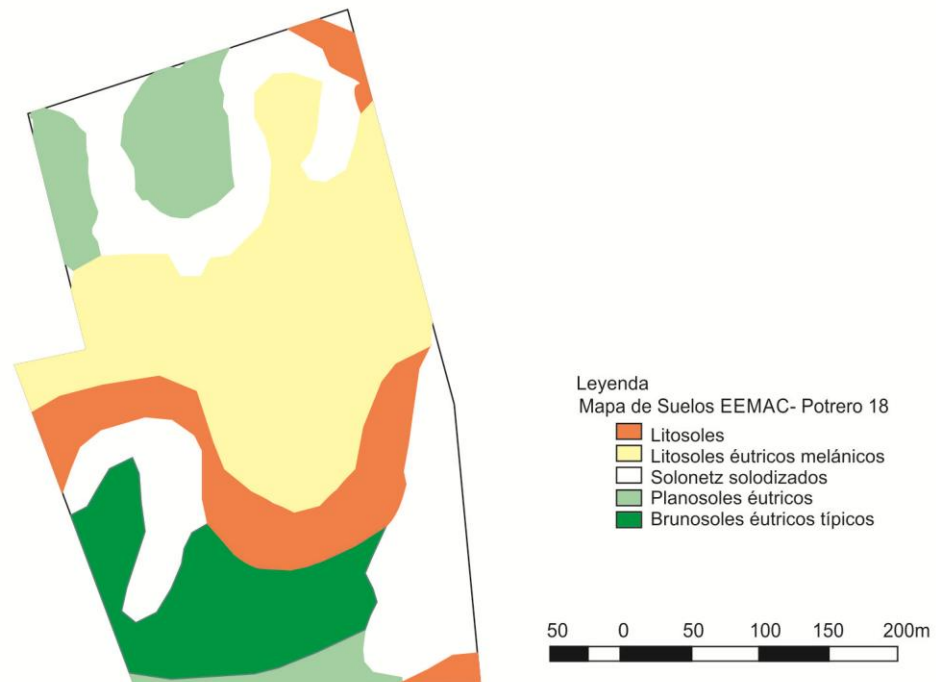 Leyenda
Mapa de Suelos EEMAC- Potrero 18
Litosoles
Litosoles éutricos melánicos
Solonetz solodizados
Planosoles éutricos
Brunosoles éutricos típicos
50 0 50 100 150 200m